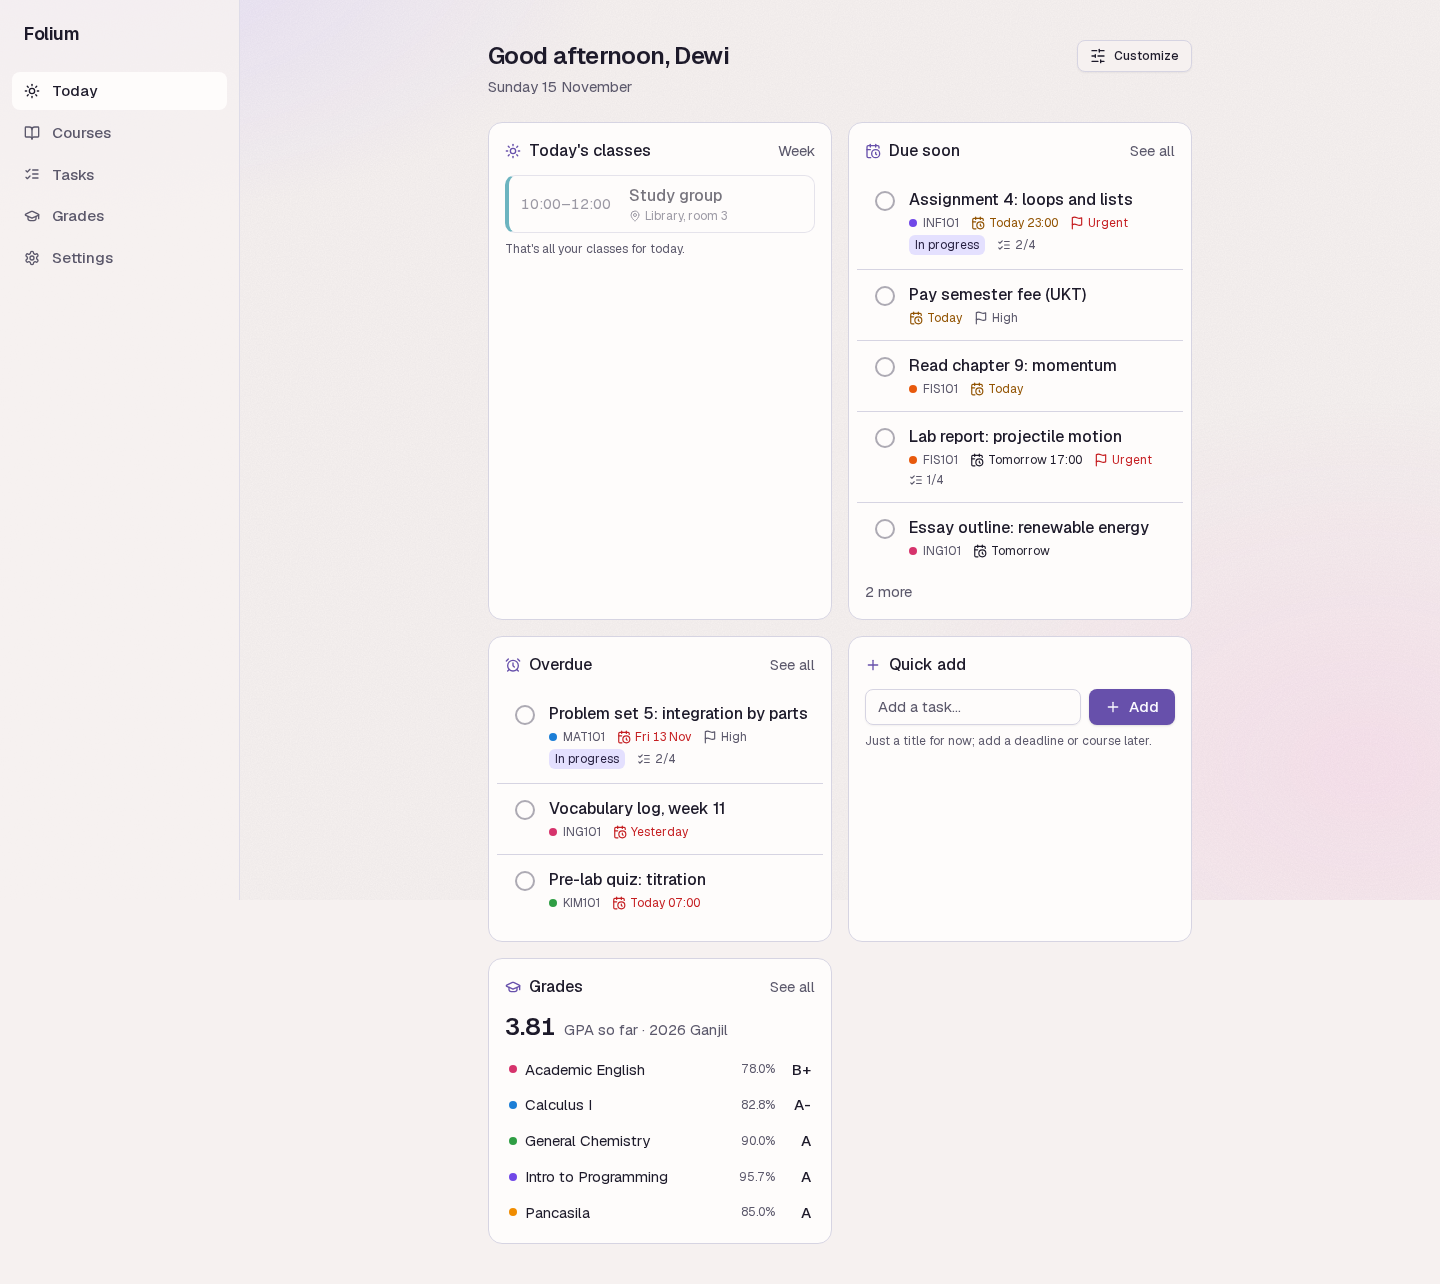 Folium
Today
Courses
Tasks
Grades
Settings
Good afternoon, Dewi
Customize
Sunday 15 November
Today's classes
Week
10:00–12:00
Study group
Library, room 3
That's all your classes for today.
Due soon
See all
Assignment 4: loops and lists
INF101 Today 23:00 Urgent
In progress 2/4
Pay semester fee (UKT)
Today High
Read chapter 9: momentum
FIS101 Today
Lab report: projectile motion
FIS101 Tomorrow 17:00 Urgent
1/4
Essay outline: renewable energy
ING101 Tomorrow
2 more
Overdue
See all
Problem set 5: integration by parts
MAT101 Fri 13 Nov High
In progress 2/4
Vocabulary log, week 11
ING101 Yesterday
Pre-lab quiz: titration
KIM101 Today 07:00
Quick add
Add a task...
Add
Just a title for now; add a deadline or course later.
Grades
See all
3.81 GPA so far · 2026 Ganjil
Academic English 78.0% B+
Calculus I 82.8% A-
General Chemistry 90.0% A
Intro to Programming 95.7% A
Pancasila 85.0% A